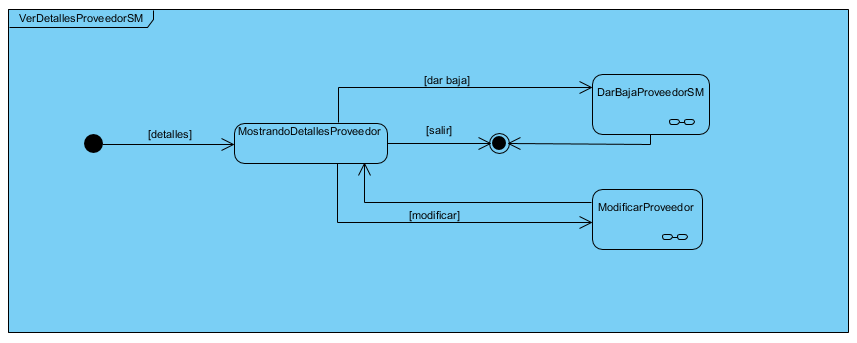 VerDetallesProveedorSM
[dar baja]
DarBajaProveedorSM
[detalles]
MostrandoDetallesProveedor
[salir]
ModificarProveedor
[modificar]